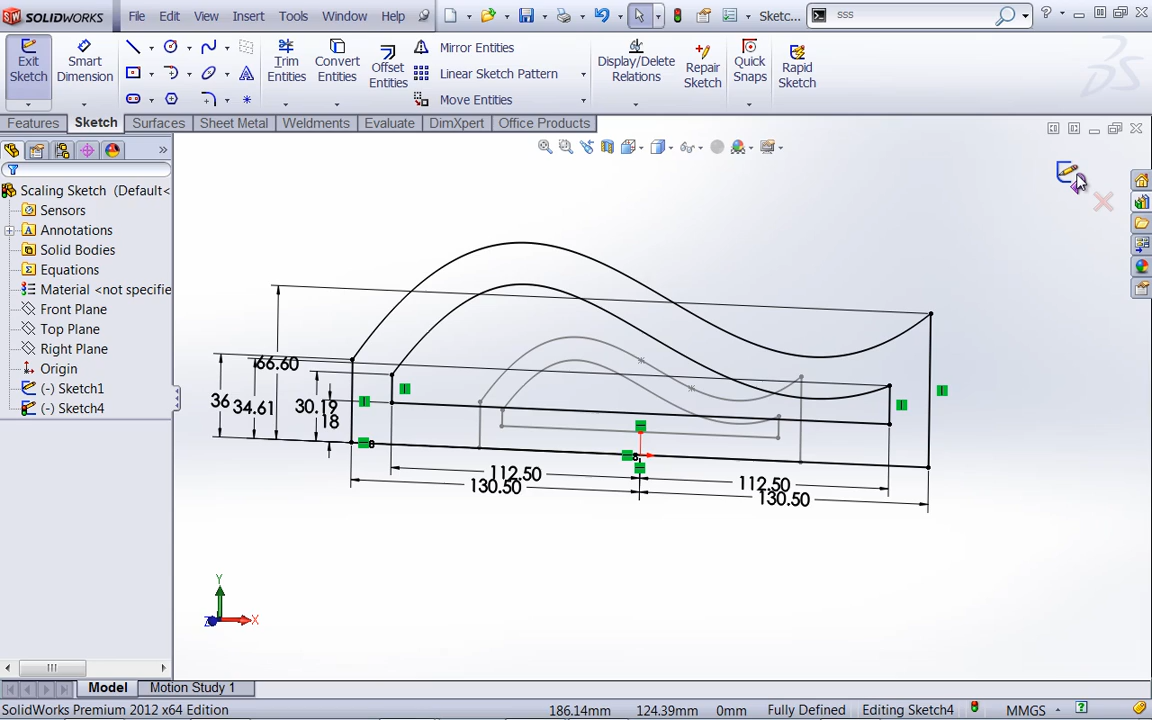 SOLIDWORKS File Edit View Insert Tools Window Help Sketc... sss ?
Exit Sketch
Smart Dimension
Trim Entities
Convert Entities
Offset Entities
Mirror Entities
Linear Sketch Pattern
Move Entities
Display/Delete Relations
Repair Sketch
Quick Snaps
Rapid Sketch
Features Sketch Surfaces Sheet Metal Weldments Evaluate DimXpert Office Products
Scaling Sketch (Default<
Sensors
Annotations
Solid Bodies
Equations
Material <not specifie
Front Plane
Top Plane
Right Plane
Origin
(-) Sketch1
(-) Sketch4
66.60
36 34.61 30.19
18
112.50 112.50
130.50 130.50
Y
Z X
Model Motion Study 1
SolidWorks Premium 2012 x64 Edition 186.14mm 124.39mm 0mm Fully Defined Editing Sketch4 MMGS ?